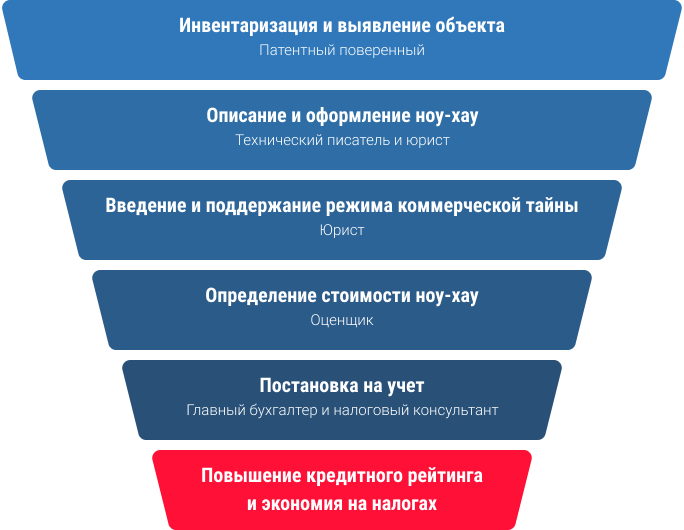 Инвентаризация и выявление объекта
Патентный поверенный
Описание и оформление ноу-хау
Технический писатель и юрист
Введение и поддержание режима коммерческой тайны
Юрист
Определение стоимости ноу-хау
Оценщик
Постановка на учет
Главный бухгалтер и налоговый консультант
Повышение кредитного рейтинга
и экономия на налогах